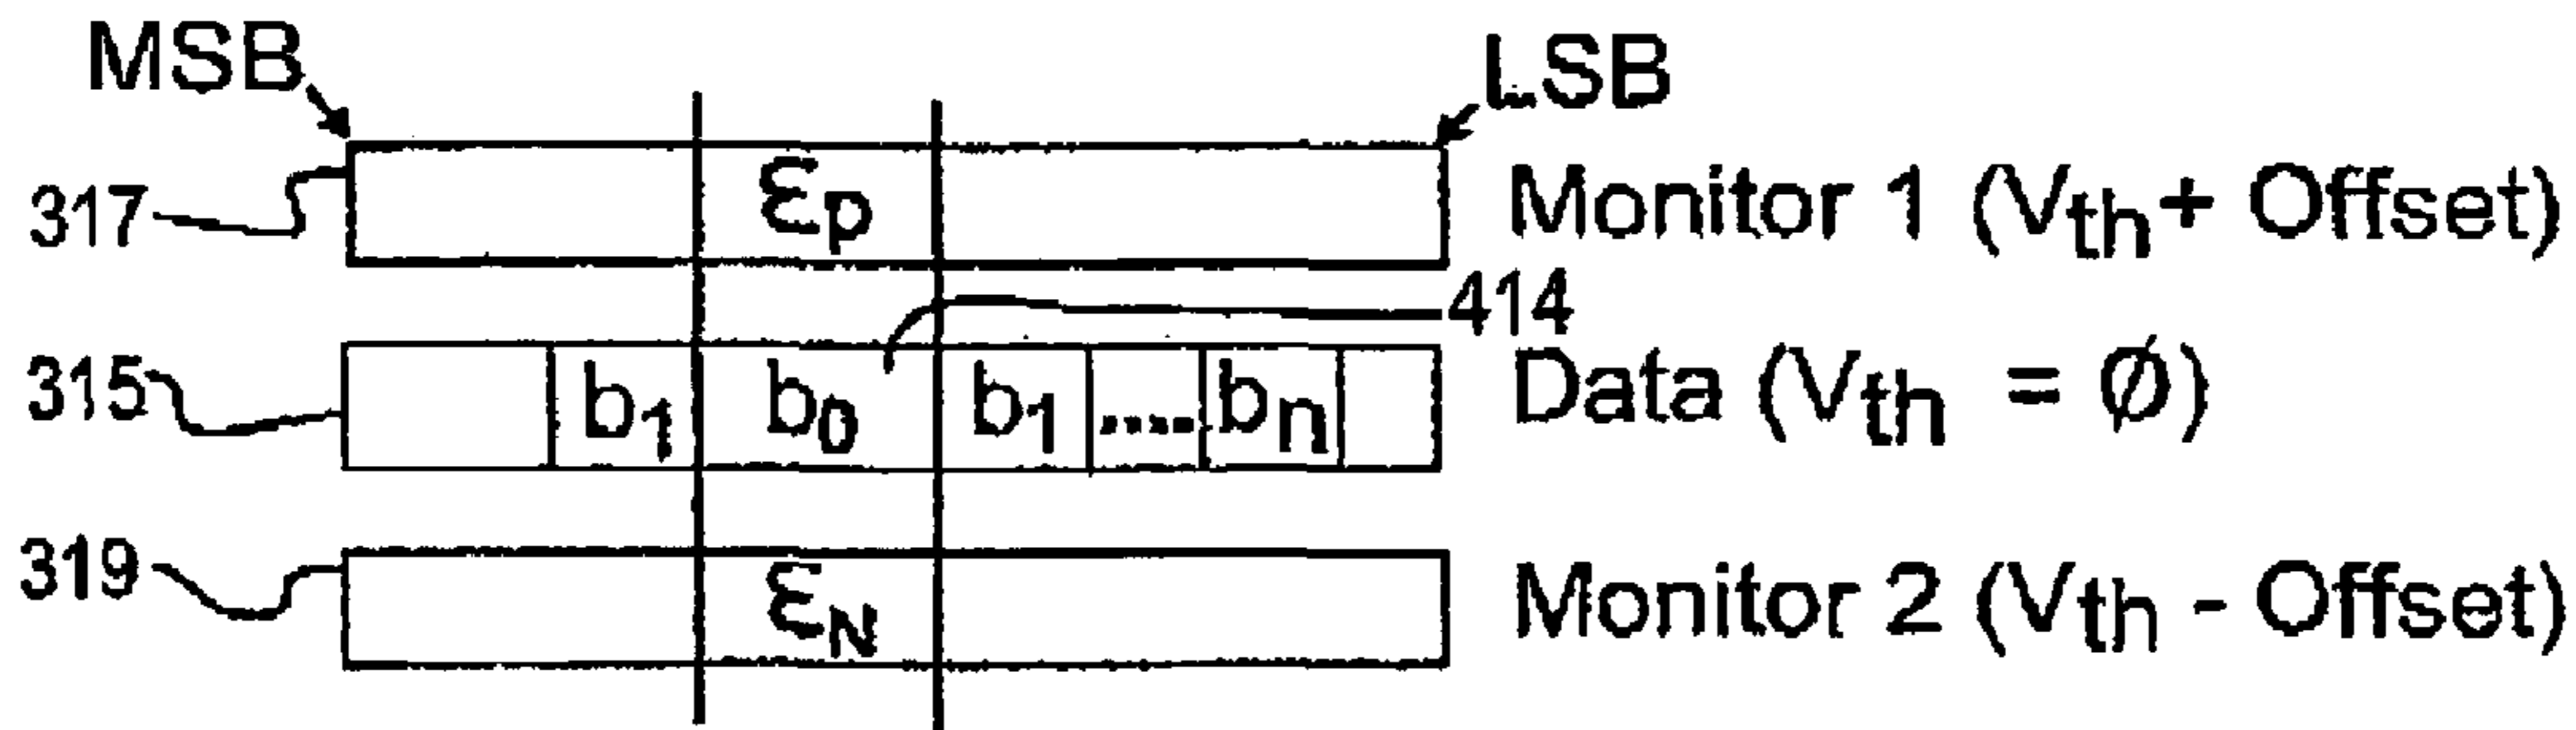 MSB LSB
317 εp Monitor 1 (Vth + Offset)
414
315 b1 b0 b1 .... bn Data (Vth = Ø)
319 εN Monitor 2 (Vth - Offset)